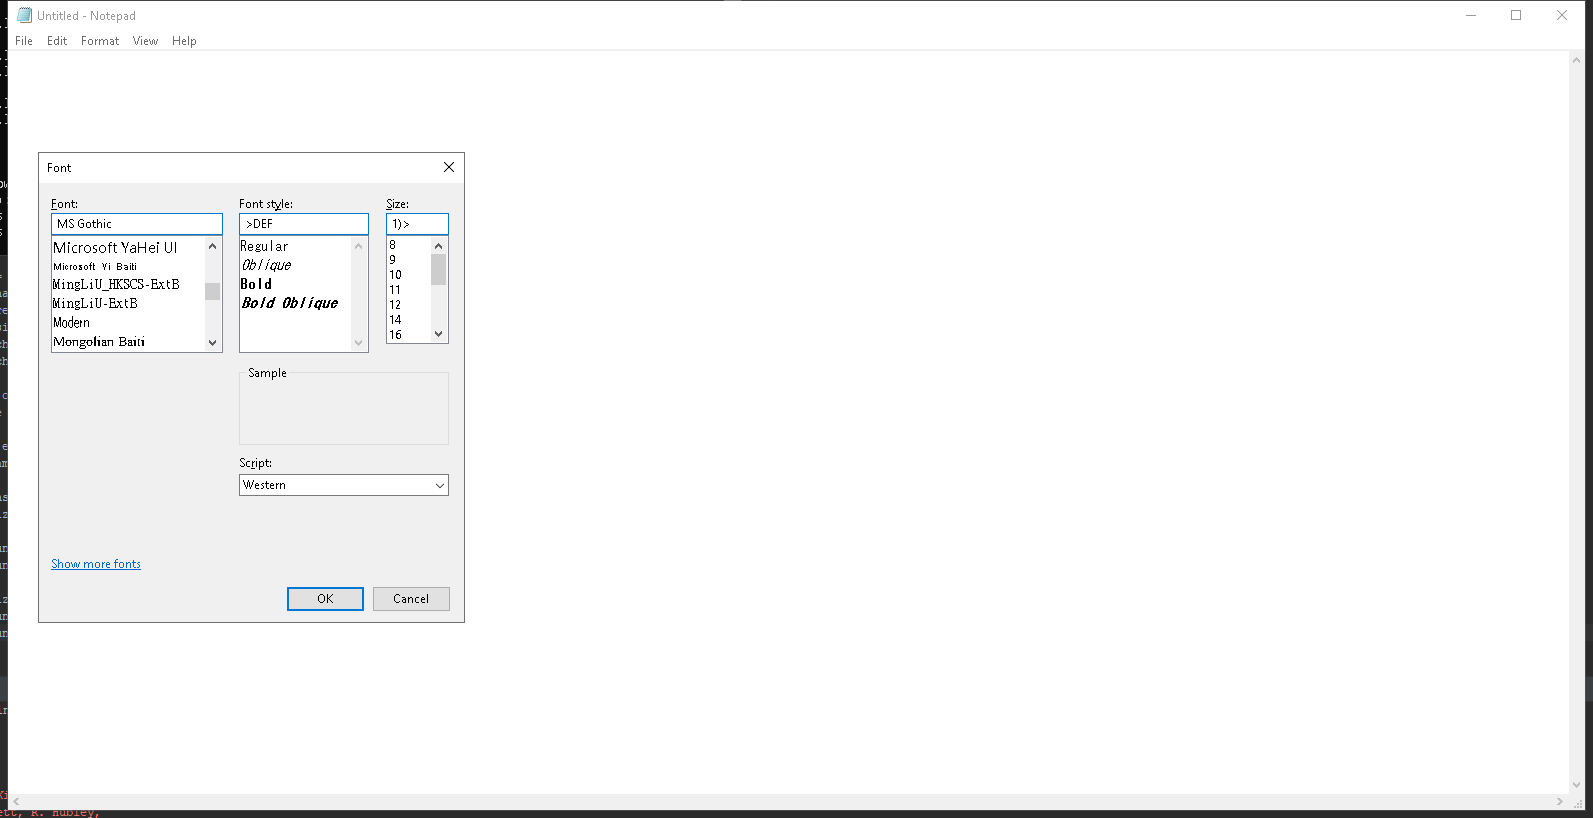 Untitled - Notepad
File Edit Format View Help
Font
Font:
MS Gothic
Microsoft YaHei UI
Microsoft Yi Baiti
MingLiU_HKSCS-ExtB
MingLiU-ExtB
Modern
Mongolian Baiti
Font style:
>DEF
Regular
Oblique
Bold
Bold Oblique
Size:
1)>
8
9
10
11
12
14
16
Sample
Script:
Western
Show more fonts
OK Cancel
R. Hubley,